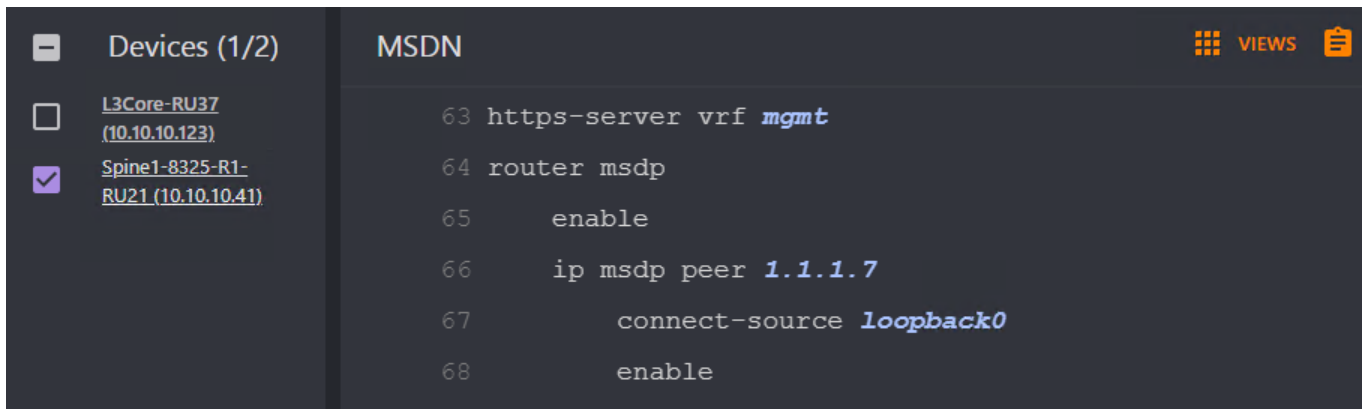 Devices (1/2)
L3Core-RU37
(10.10.10.123)
Spine1-8325-R1-
RU21 (10.10.10.41)
MSDN
VIEWS
63 https-server vrf mgmt
64 router msdp
65 enable
66 ip msdp peer 1.1.1.7
67 connect-source loopback0
68 enable